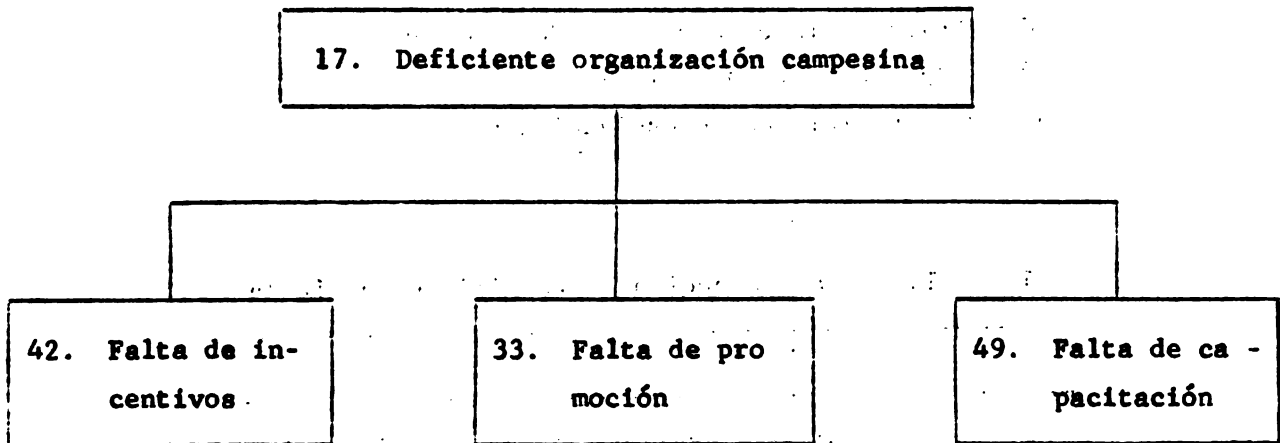 17. Deficiente organización campesina
42. Falta de in-
centivos
33. Falta de pro
moción
49. Falta de ca -
pacitación